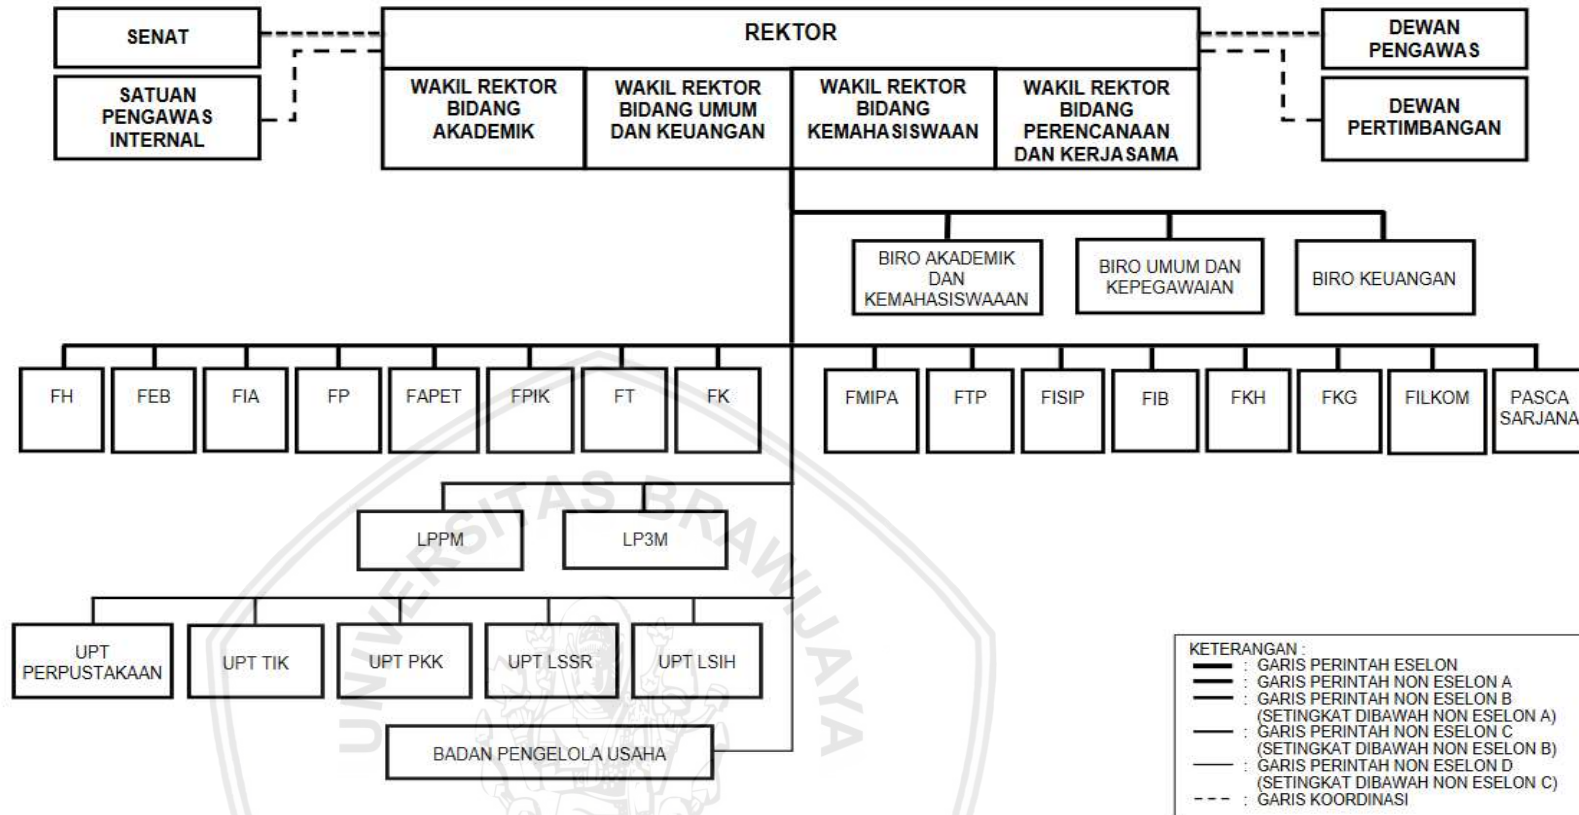 SENAT
REKTOR
DEWAN
PENGAWAS
SATUAN
PENGAWAS
INTERNAL
WAKIL REKTOR
BIDANG
AKADEMIK
WAKIL REKTOR
BIDANG UMUM
DAN KEUANGAN
WAKIL REKTOR
BIDANG
KEMAHASISWAAN
WAKIL REKTOR
BIDANG
PERENCANAAN
DAN KERJASAMA
DEWAN
PERTIMBANGAN
BIRO AKADEMIK
DAN
KEMAHASISWAAAN
BIRO UMUM DAN
KEPEGAWAIAN
BIRO KEUANGAN
FH
FEB
FIA
FP
FAPET
FPIK
FT
FK
FMIPA
FTP
FISIP
FIB
FKH
FKG
FILKOM
PASCA
SARJANA
LPPM
LP3M
UPT
PERPUSTAKAAN
UPT TIK
UPT PKK
UPT LSSR
UPT LSIH
BADAN PENGELOLA USAHA
UNIVERSITAS BRAWIJAYA
KETERANGAN :
: GARIS PERINTAH ESELON
: GARIS PERINTAH NON ESELON A
: GARIS PERINTAH NON ESELON B
(SETINGKAT DIBAWAH NON ESELON A)
: GARIS PERINTAH NON ESELON C
(SETINGKAT DIBAWAH NON ESELON B)
: GARIS PERINTAH NON ESELON D
(SETINGKAT DIBAWAH NON ESELON C)
: GARIS KOORDINASI